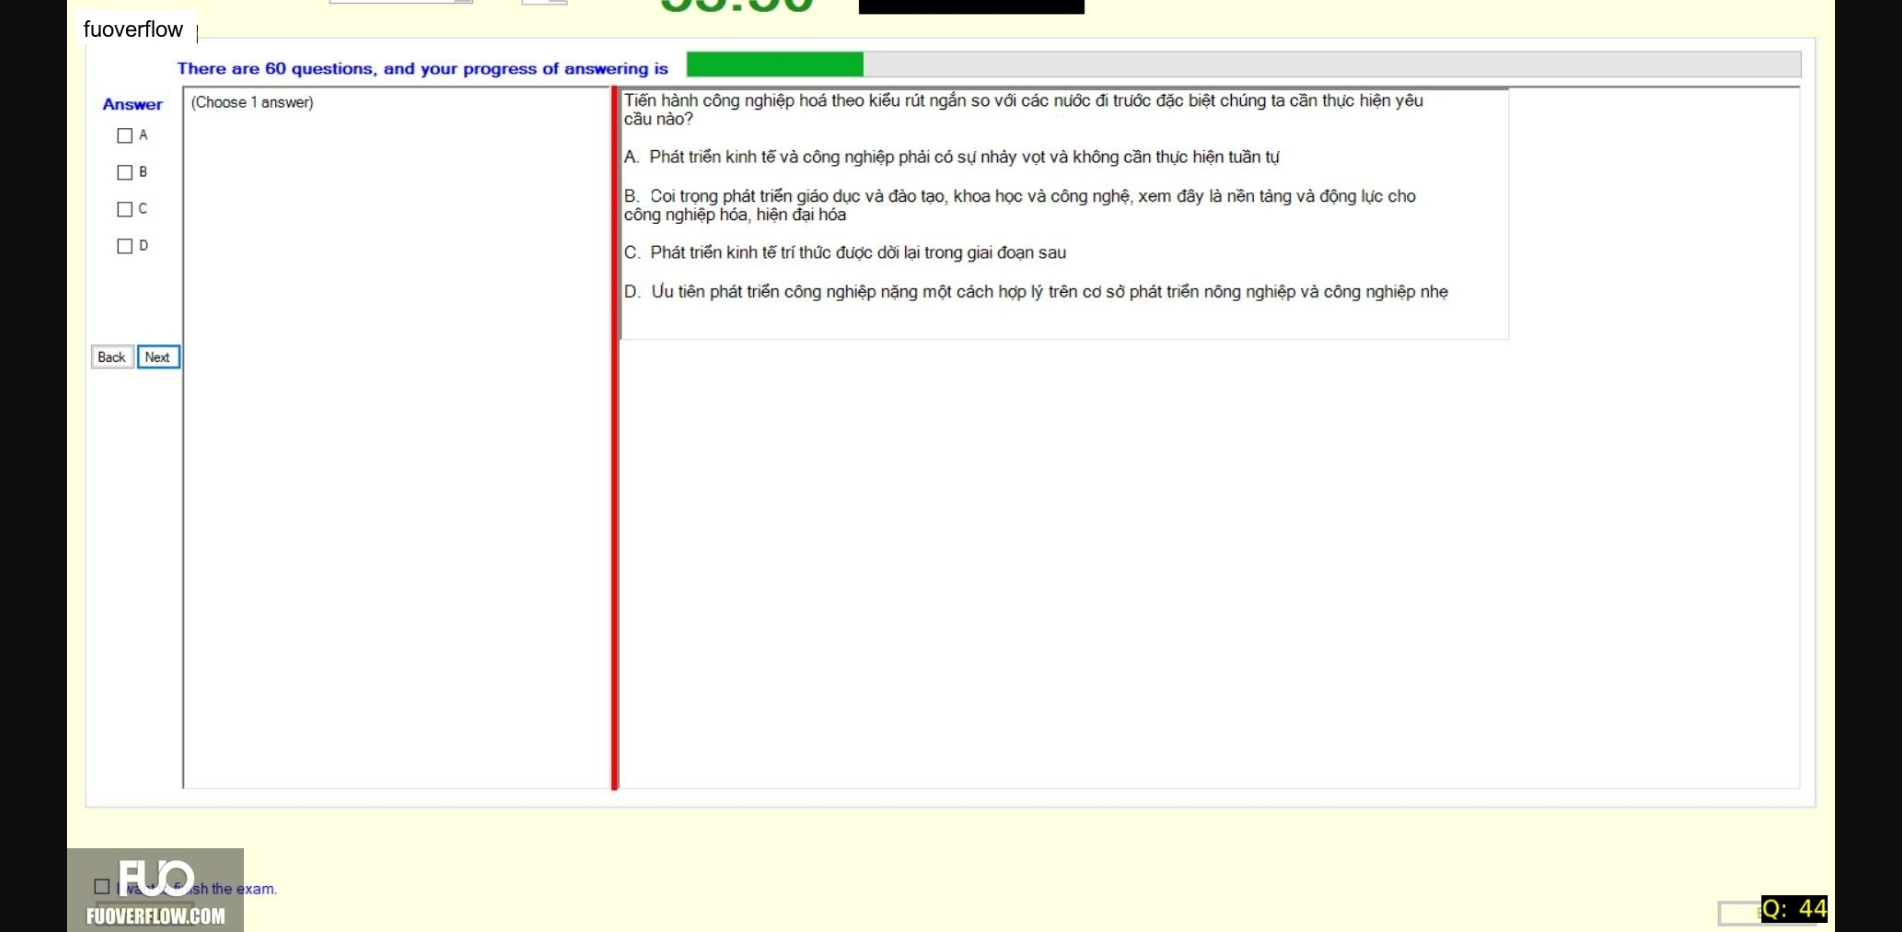 fuoverflow
There are 60 questions, and your progress of answering is
Answer
(Choose 1 answer)
A
B
C
D
Back
Next
Tiến hành công nghiệp hoá theo kiểu rút ngắn so với các nước đi trước đặc biệt chúng ta cần thực hiện yêu
cầu nào?
A. Phát triển kinh tế và công nghiệp phải có sự nhảy vọt và không cần thực hiện tuần tự
B. Coi trọng phát triển giáo dục và đào tạo, khoa học và công nghệ, xem đây là nền tảng và động lực cho
công nghiệp hóa, hiện đại hóa
C. Phát triển kinh tế trí thức được dời lại trong giai đoạn sau
D. Ưu tiên phát triển công nghiệp nặng một cách hợp lý trên cơ sở phát triển nông nghiệp và công nghiệp nhẹ
the exam.
FUO
FUOVERFLOW.COM
Q: 44